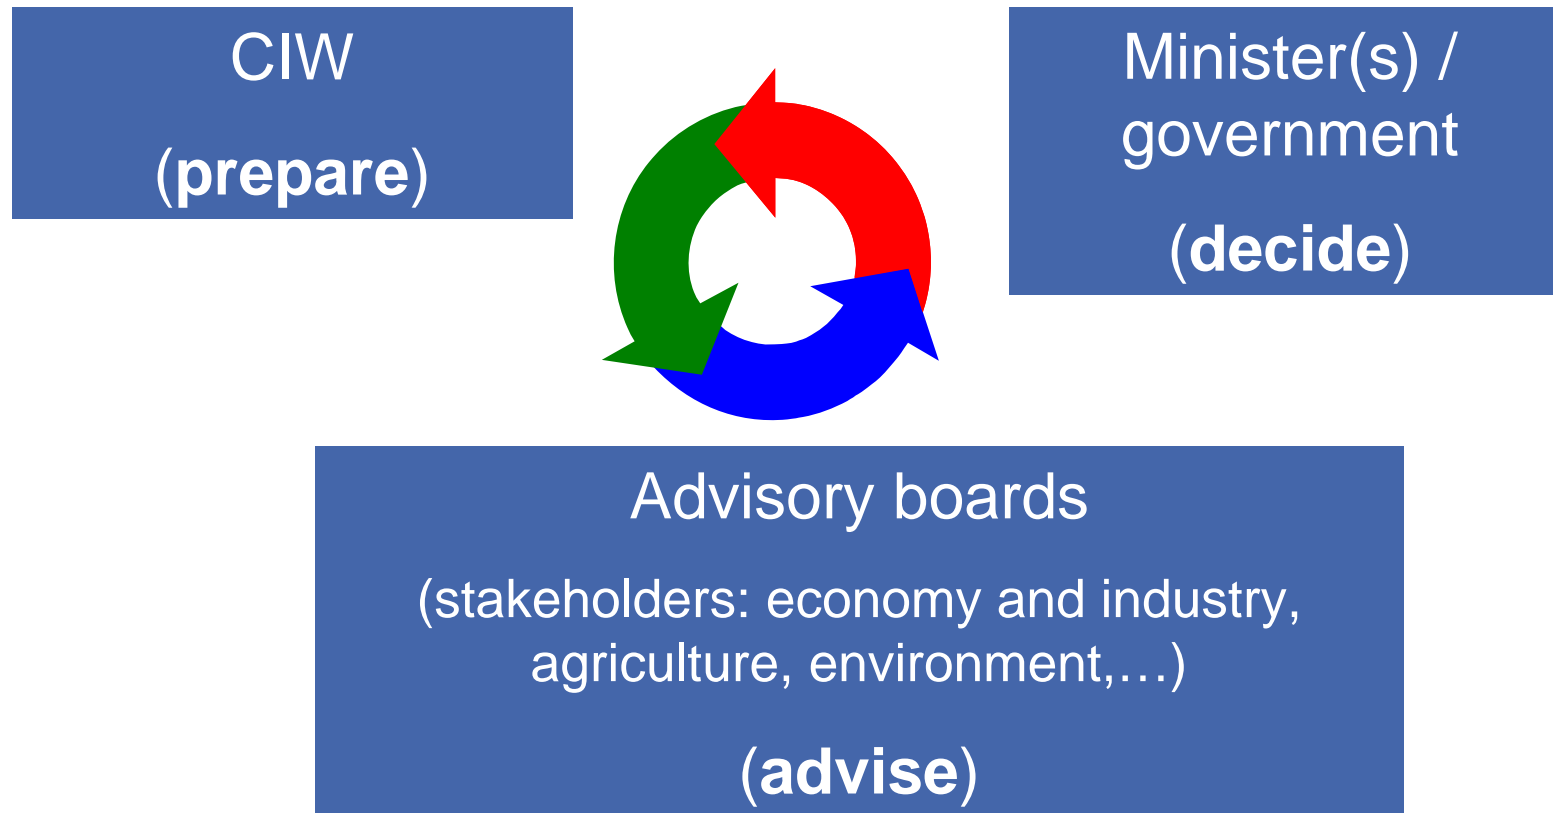 CIW
(prepare)
Minister(s) /
government
(decide)
Advisory boards
(stakeholders: economy and industry,
agriculture, environment,…)
(advise)